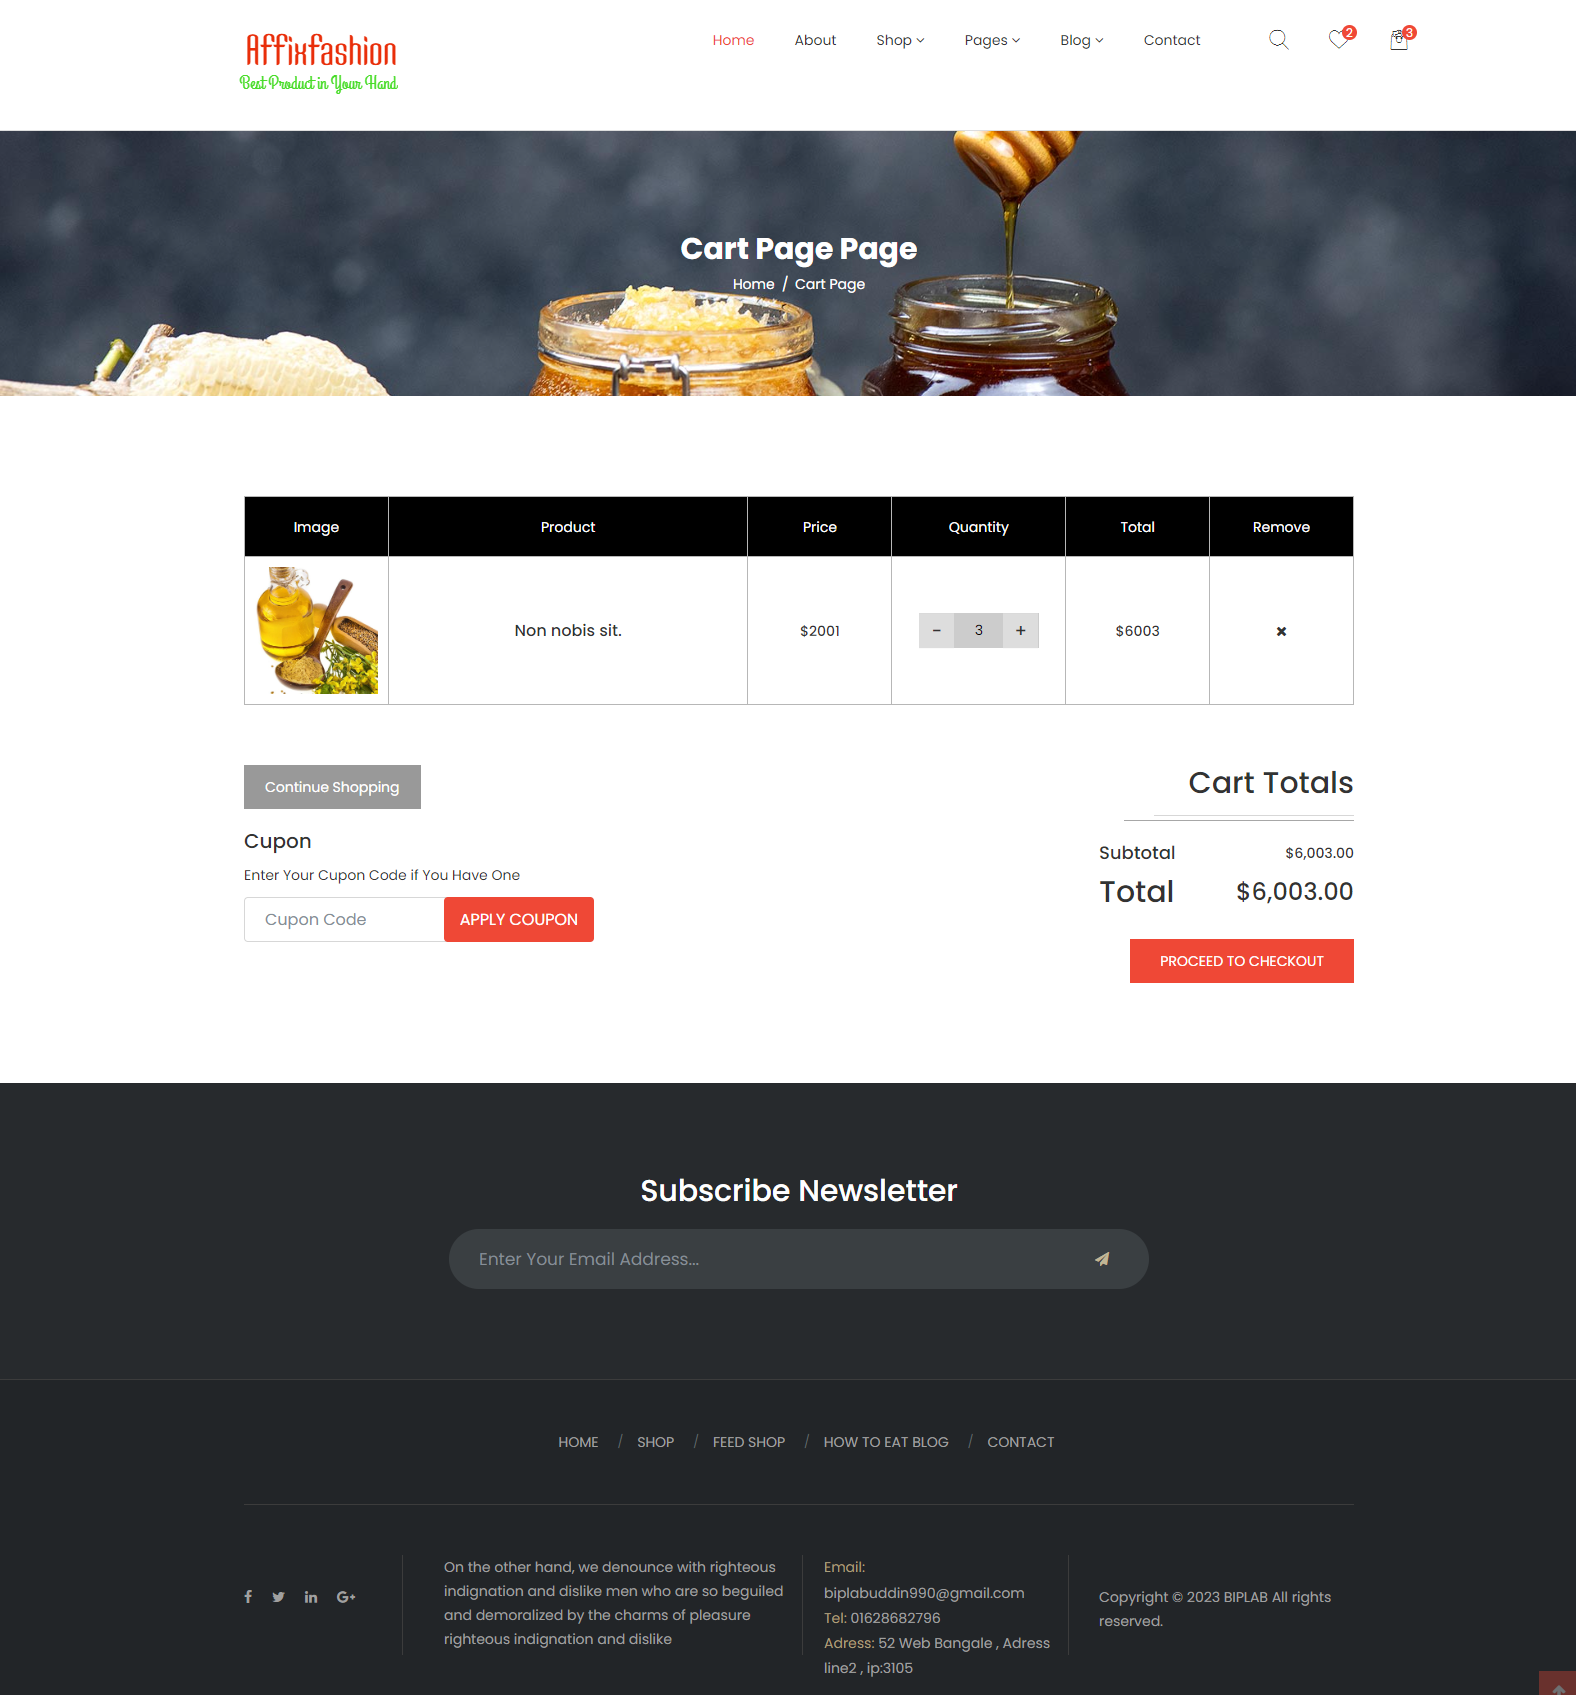 Affixfashion
Best Product in Your Hand
Home About Shop Pages Blog Contact
2
3
Cart Page Page
Home / Cart Page
Image Product Price Quantity Total Remove
Non nobis sit. $2001 - 3 + $6003
Continue Shopping
Cupon
Enter Your Cupon Code if You Have One
Cupon Code APPLY COUPON
Cart Totals
Subtotal $6,003.00
Total $6,003.00
PROCEED TO CHECKOUT
Subscribe Newsletter
Enter Your Email Address...
HOME / SHOP / FEED SHOP / HOW TO EAT BLOG / CONTACT
On the other hand, we denounce with righteous
indignation and dislike men who are so beguiled
and demoralized by the charms of pleasure
righteous indignation and dislike
Email:
biplabuddin990@gmail.com
Tel: 01628682796
Adress: 52 Web Bangale , Adress
line2 , ip:3105
Copyright © 2023 BIPLAB All rights
reserved.